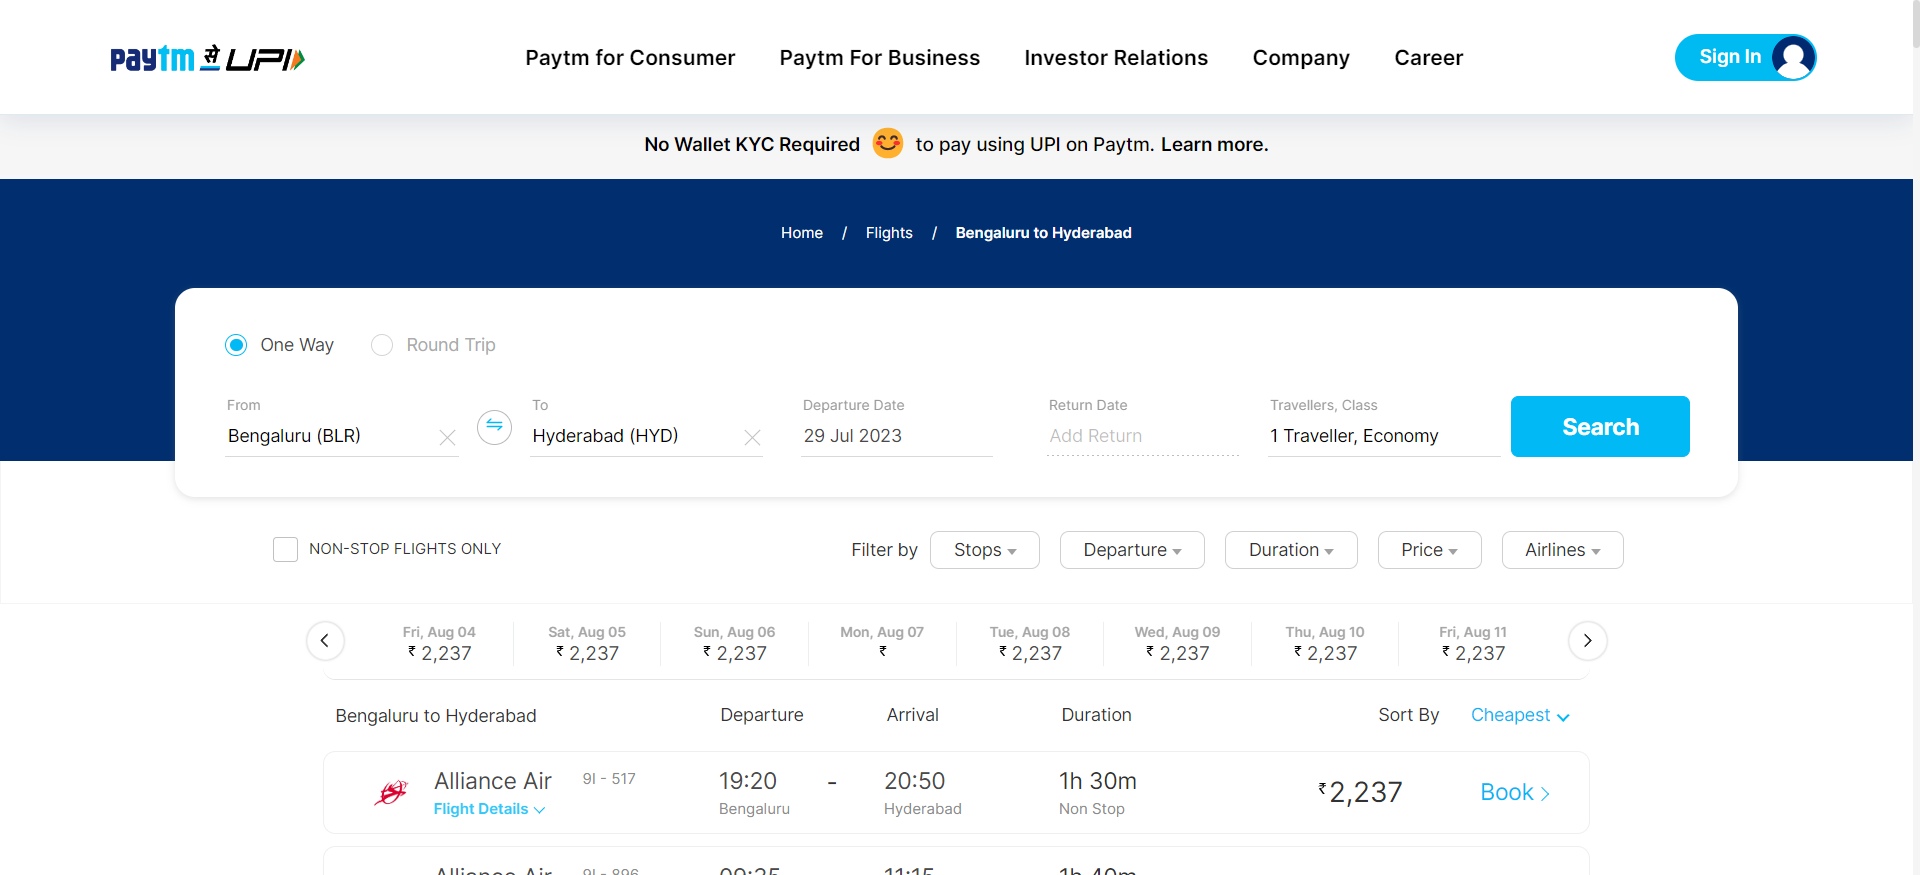 paytm से UPI
Paytm for Consumer
Paytm For Business
Investor Relations
Company
Career
Sign In
No Wallet KYC Required 😊 to pay using UPI on Paytm. Learn more.
Home / Flights / Bengaluru to Hyderabad
One Way
Round Trip
From
Bengaluru (BLR)
To
Hyderabad (HYD)
Departure Date
29 Jul 2023
Return Date
Add Return
Travellers, Class
1 Traveller, Economy
Search
NON-STOP FLIGHTS ONLY
Filter by
Stops
Departure
Duration
Price
Airlines
Fri, Aug 04
₹ 2,237
Sat, Aug 05
₹ 2,237
Sun, Aug 06
₹ 2,237
Mon, Aug 07
₹
Tue, Aug 08
₹ 2,237
Wed, Aug 09
₹ 2,237
Thu, Aug 10
₹ 2,237
Fri, Aug 11
₹ 2,237
Bengaluru to Hyderabad
Departure
Arrival
Duration
Sort By
Cheapest
Alliance Air
9I - 517
Flight Details
19:20
Bengaluru
-
20:50
Hyderabad
1h 30m
Non Stop
₹2,237
Book
Alliance Air
9I - 896
11:15
1h 40m